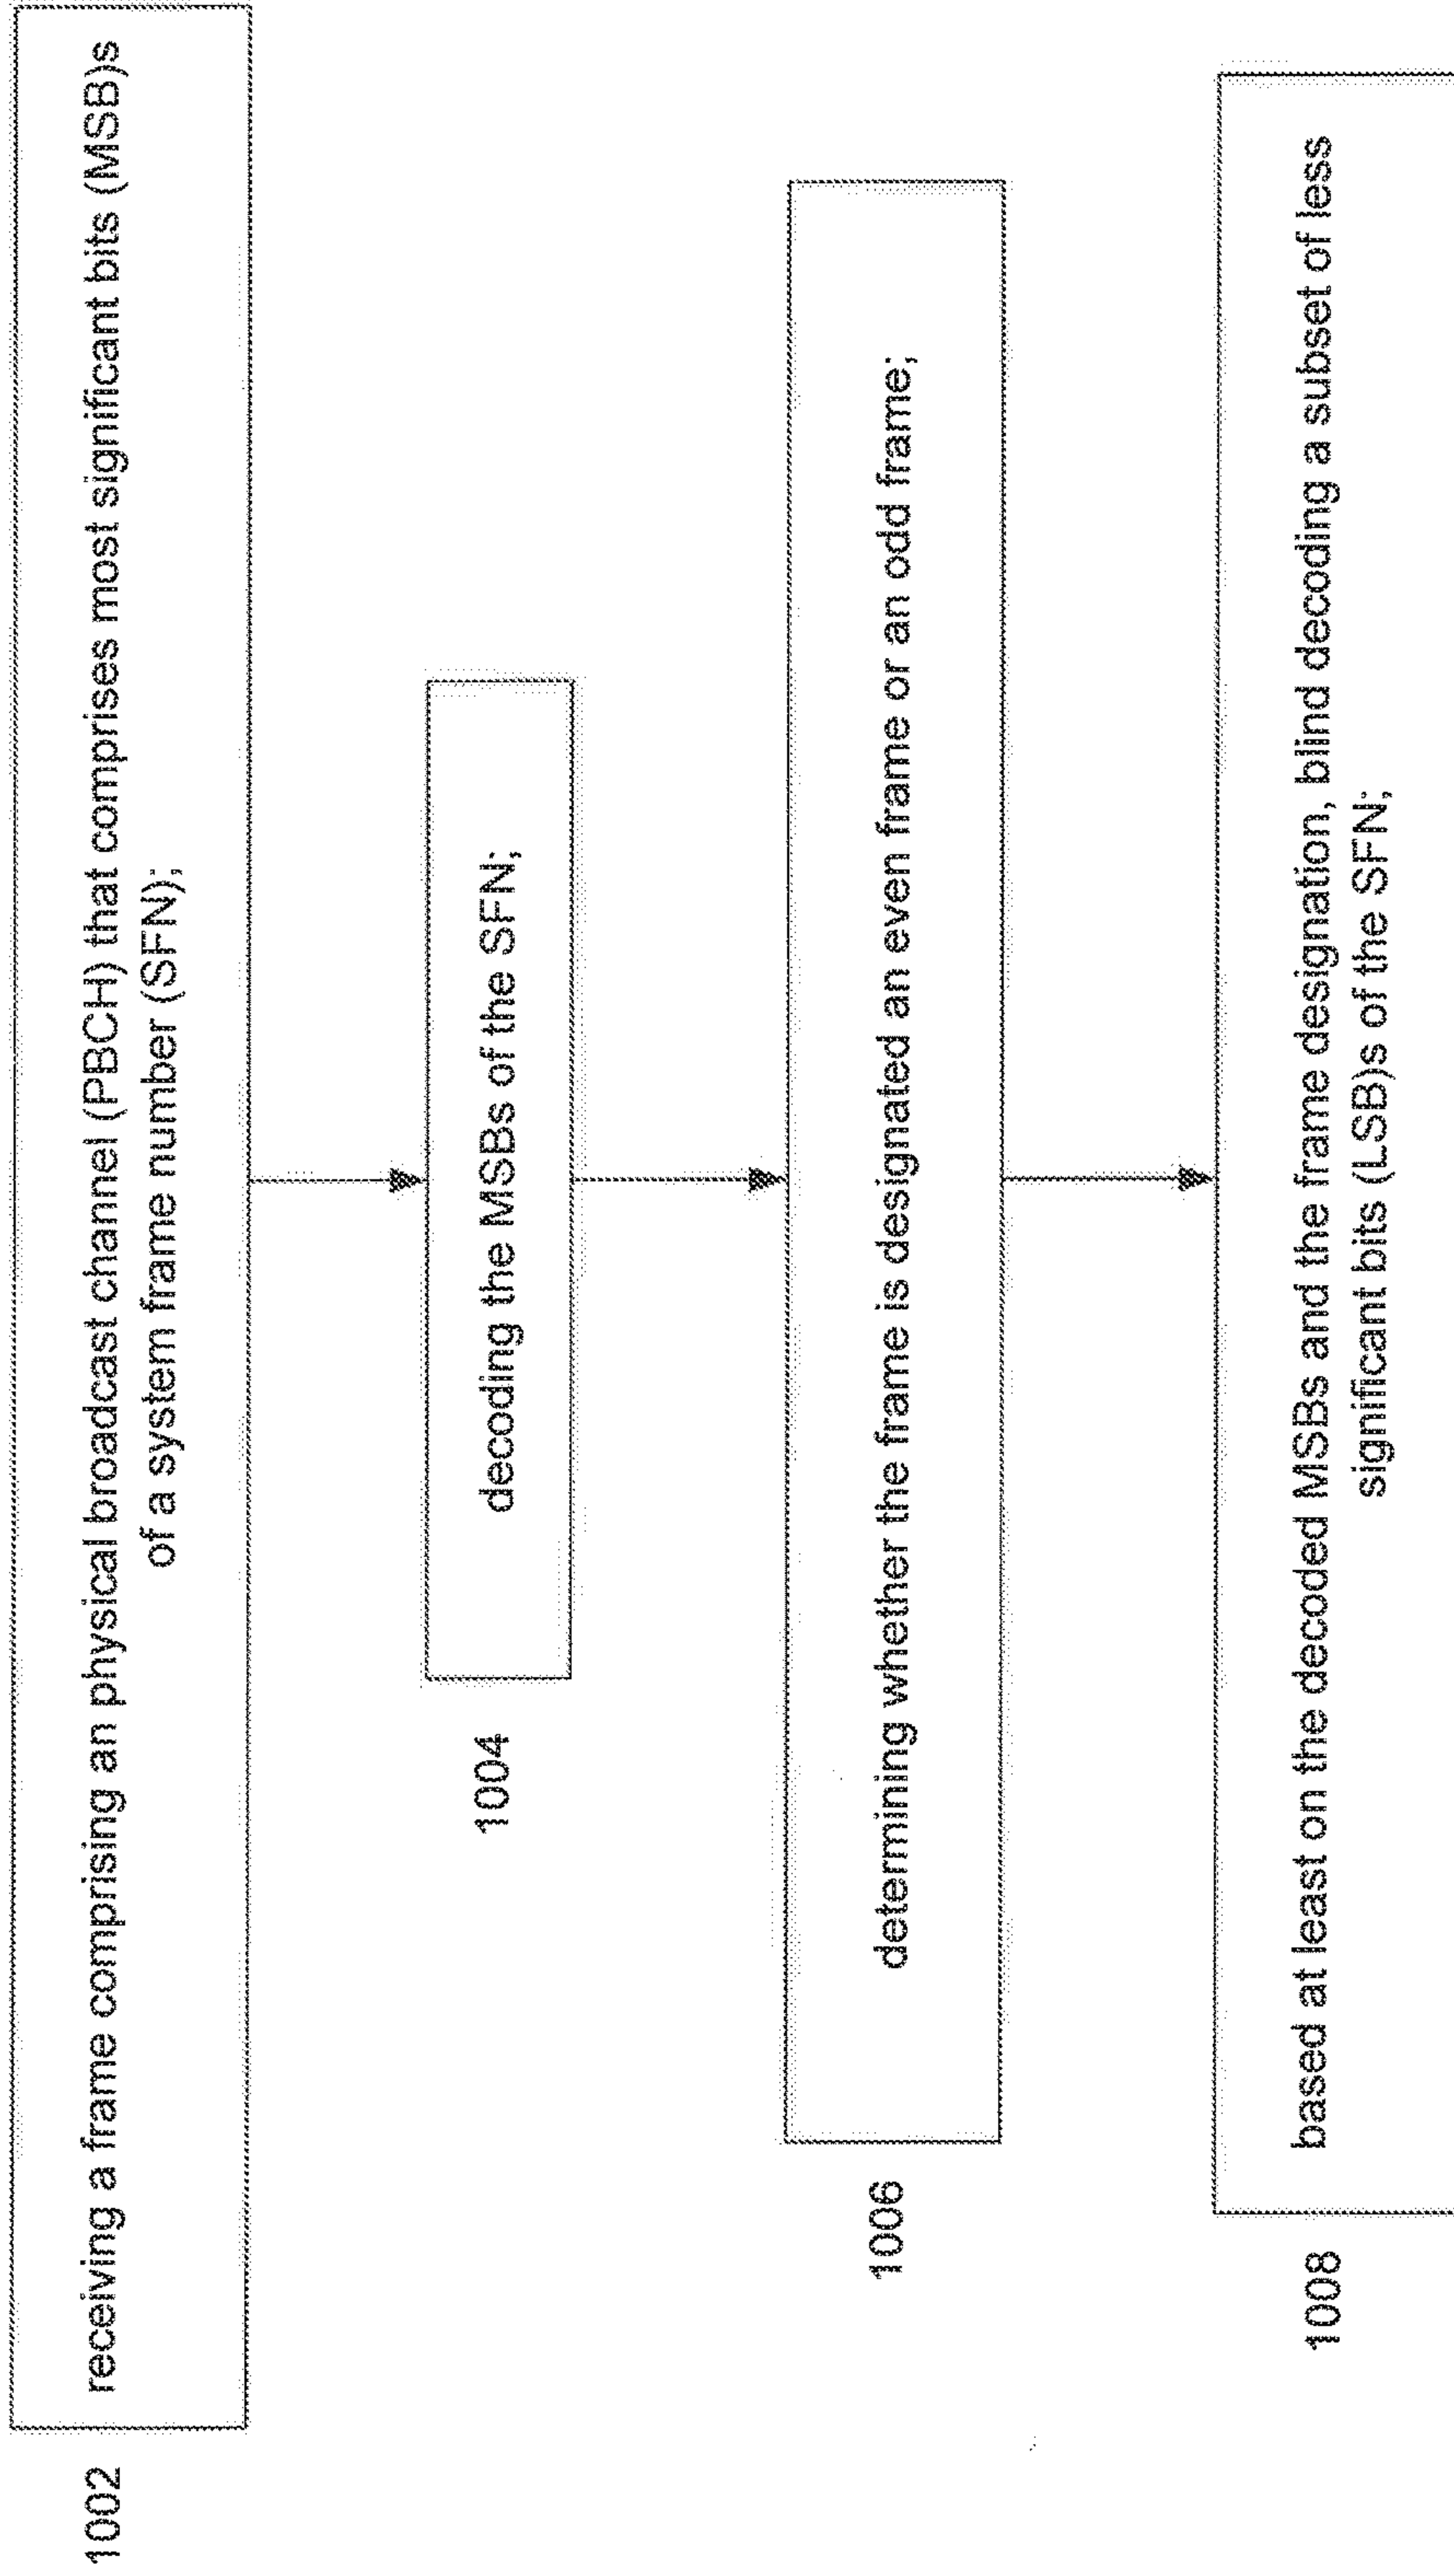 1002
receiving a frame comprising an physical broadcast channel (PBCH) that comprises most significant bits (MSB)s
of a system frame number (SFN);
1004
decoding the MSBs of the SFN;
1006
determining whether the frame is designated an even frame or an odd frame;
1008
based at least on the decoded MSBs and the frame designation, blind decoding a subset of less
significant bits (LSB)s of the SFN;